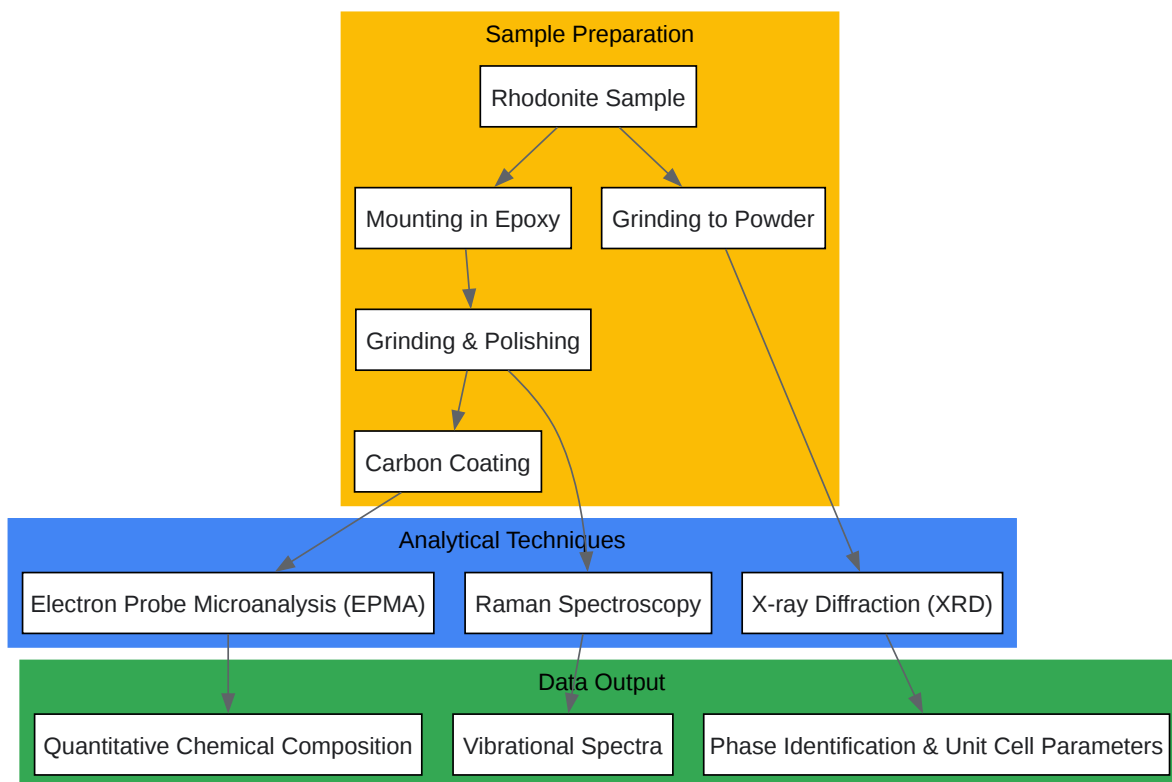 Sample Preparation
Rhodonite Sample
Mounting in Epoxy
Grinding to Powder
Grinding & Polishing
Carbon Coating
Analytical Techniques
Electron Probe Microanalysis (EPMA)
Raman Spectroscopy
X-ray Diffraction (XRD)
Data Output
Quantitative Chemical Composition
Vibrational Spectra
Phase Identification & Unit Cell Parameters